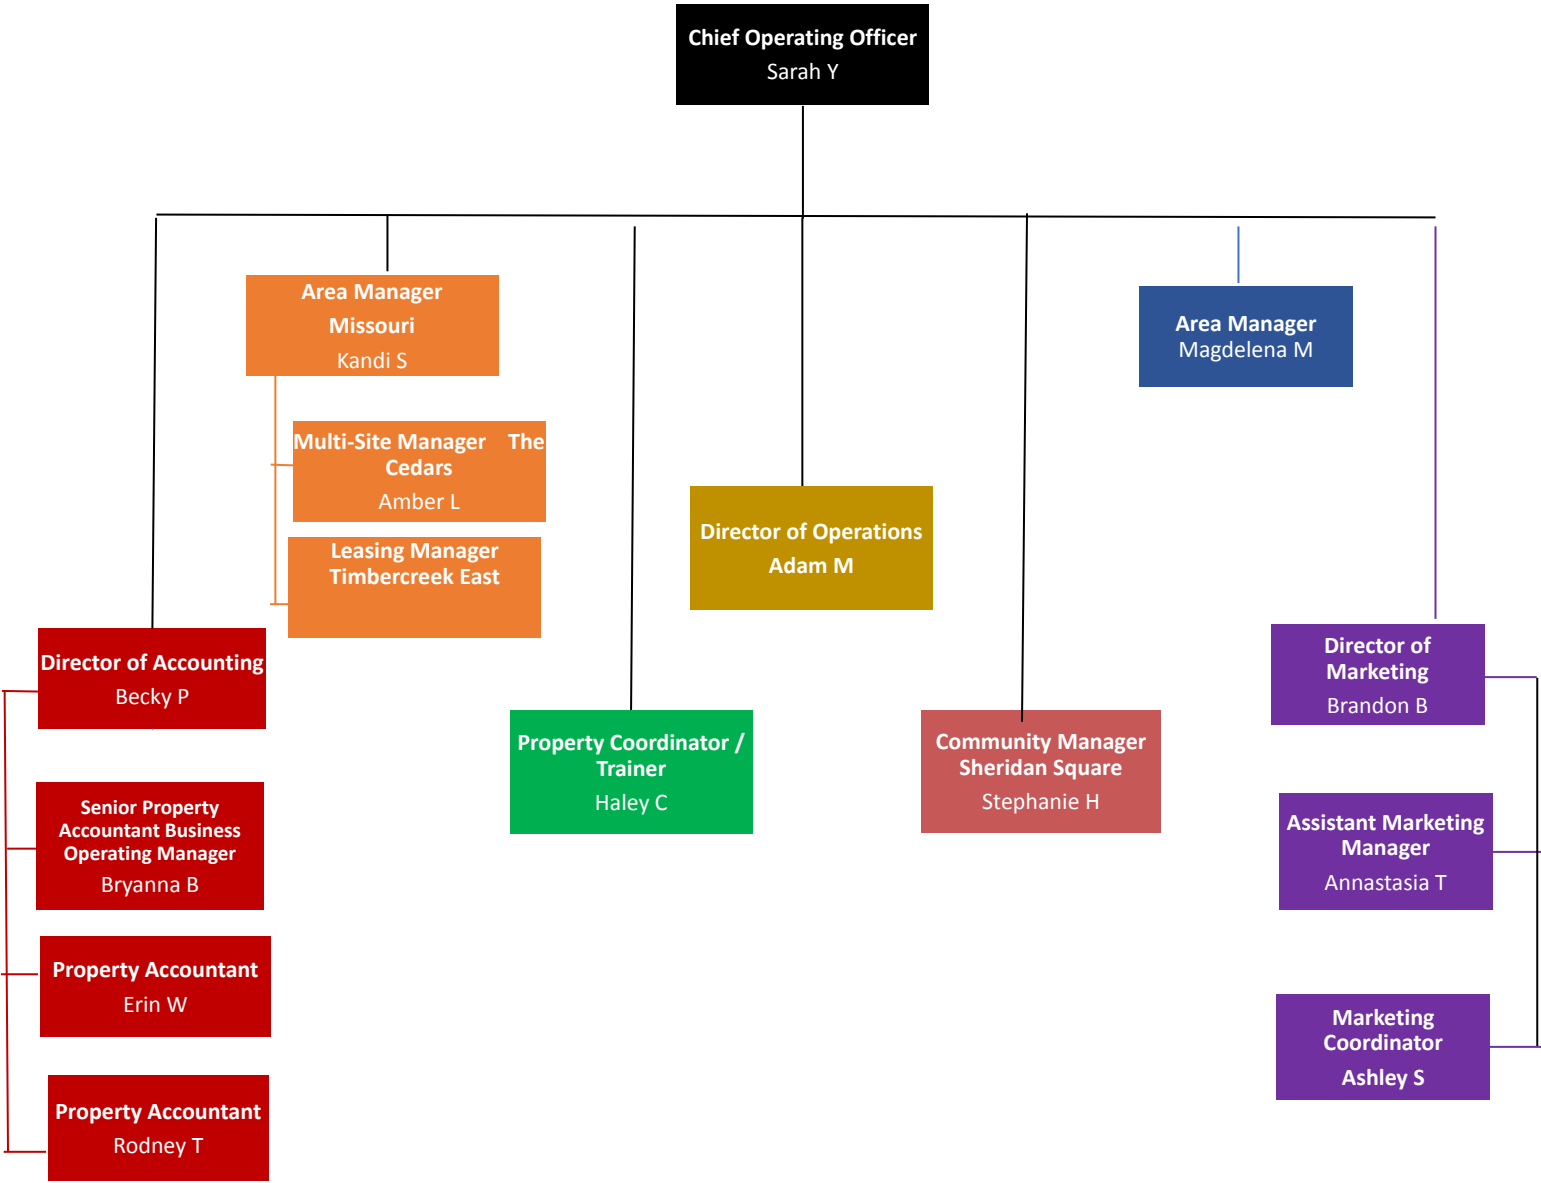 Chief Operating Officer
Sarah Y
Area Manager
Missouri
Kandi S
Multi-Site Manager The
Cedars
Amber L
Leasing Manager
Timbercreek East
Area Manager
Magdelena M
Director of Operations
Adam M
Director of Accounting
Becky P
Senior Property
Accountant Business
Operating Manager
Bryanna B
Property Accountant
Erin W
Property Accountant
Rodney T
Property Coordinator /
Trainer
Haley C
Community Manager
Sheridan Square
Stephanie H
Director of
Marketing
Brandon B
Assistant Marketing
Manager
Annastasia T
Marketing
Coordinator
Ashley S